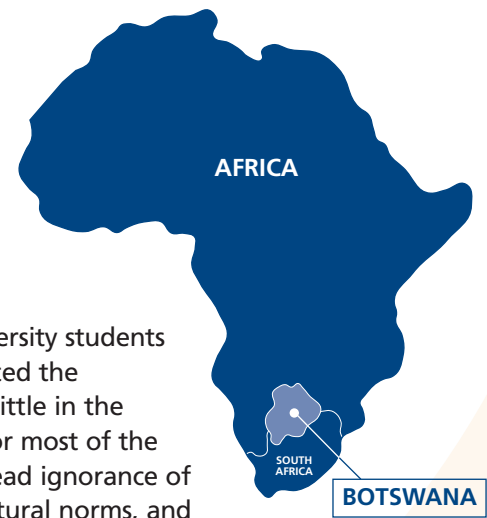 AFRICA
ersity students
ed the
ittle in the
or most of the
ead ignorance of
tural norms, and
SOUTH
AFRICA
BOTSWANA